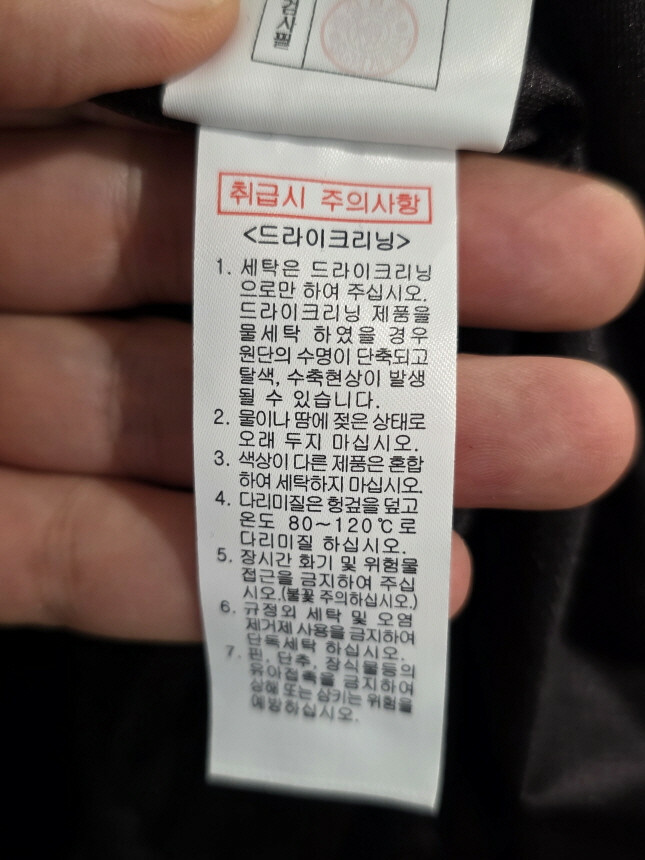 검사필
취급시 주의사항
<드라이크리닝>
1. 세탁은 드라이크리닝
으로만 하여 주십시오.
드라이크리닝 제품을
물세탁 하였을 경우
원단의 수명이 단축되고
탈색, 수축현상이 발생
될 수 있습니다.
2. 물이나 땀에 젖은 상태로
오래 두지 마십시오.
3. 색상이 다른 제품은 혼합
하여 세탁하지 마십시오.
4. 다리미질은 헝겊을 덮고
온도 80~120℃로
다리미질 하십시오.
5. 장시간 화기 및 위험물
접근을 금지하여 주십
시오.(불꽃 주의하십시오.)
6. 규정외 세탁 및 오염
제거제 사용을 금지하여
단독세탁 하십시오.
7. 핀, 단추, 장식물등의
유아접촉을 금지하여
상해 또는 삼키는 위험을
예방하십시오.